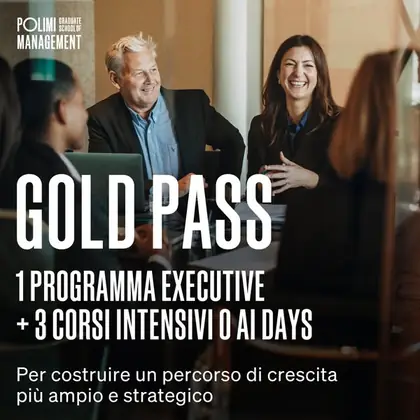 POLIMI GRADUATE SCHOOL OF
MANAGEMENT
GOLD PASS
1 PROGRAMMA EXECUTIVE
+ 3 CORSI INTENSIVI O AI DAYS
Per costruire un percorso di crescita
più ampio e strategico